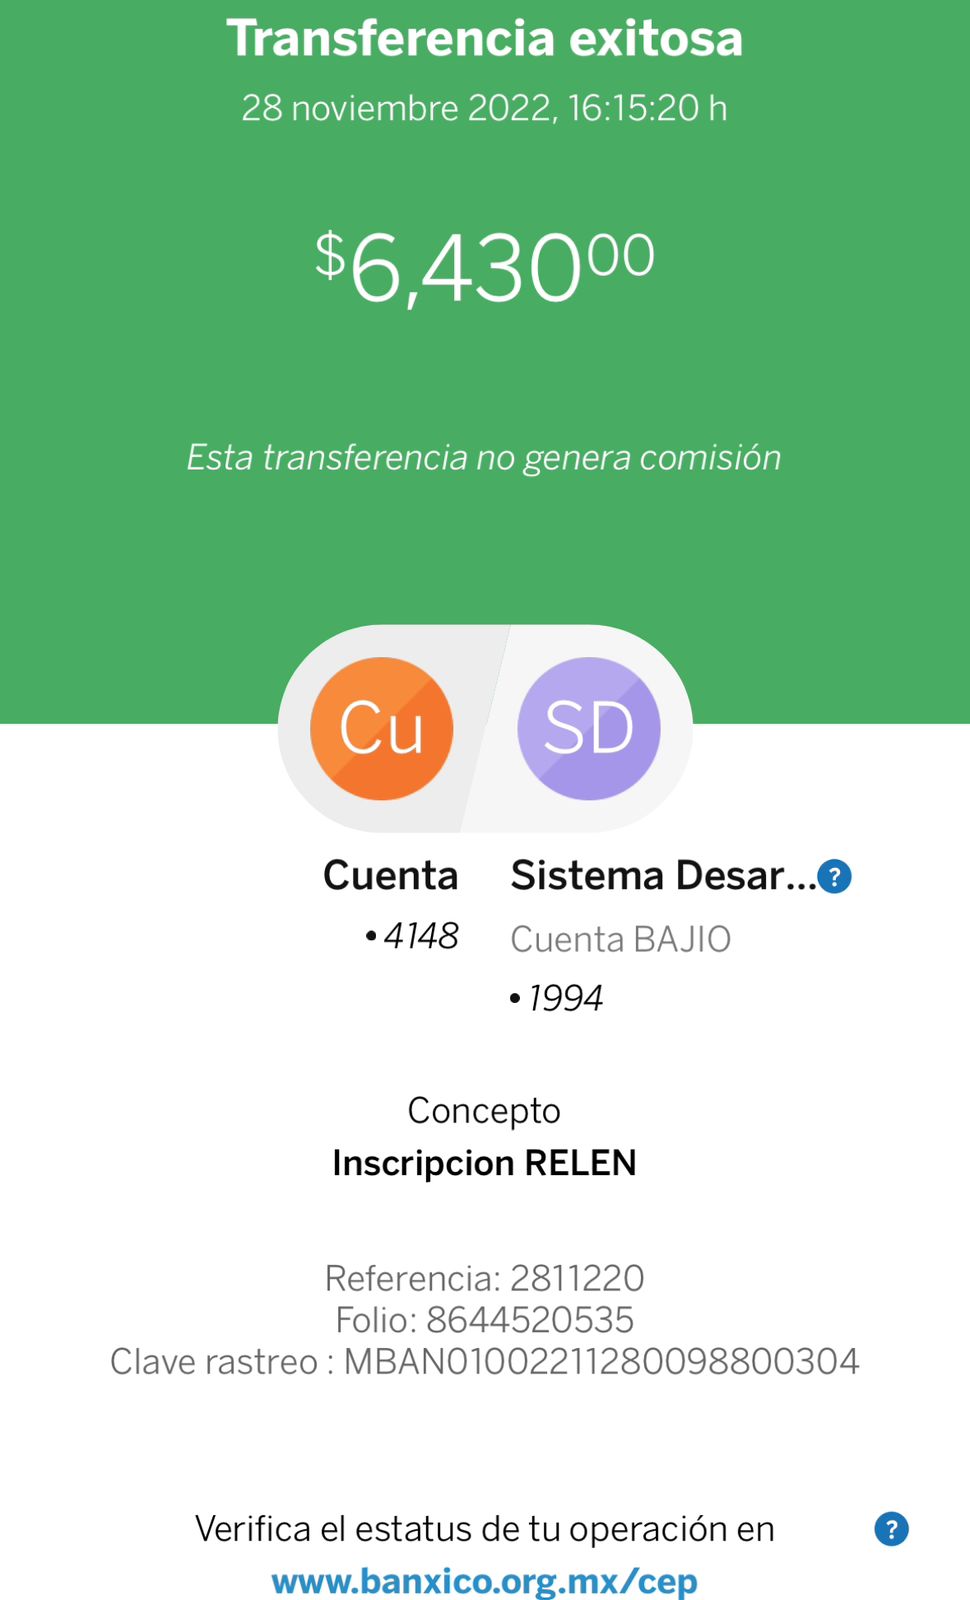 Transferencia exitosa
28 noviembre 2022, 16:15:20 h
$6,43000
Esta transferencia no genera comisión
Cu SD
Cuenta Sistema Desar...?
•4148 Cuenta BAJIO
•1994
Concepto
Inscripcion RELEN
Referencia: 2811220
Folio: 8644520535
Clave rastreo : MBAN01002211280098800304
Verifica el estatus de tu operación en ?
www.banxico.org.mx/cep